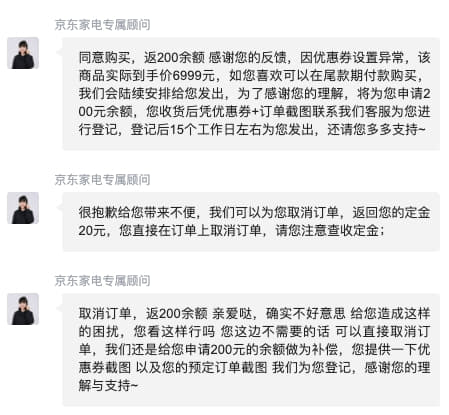 京东家电专属顾问
同意购买，返200余额 感谢您的反馈，因优惠券设置异常，该
商品实际到手价6999元，如您喜欢可以在尾款期付款购买，
我们会陆续安排给您发出，为了感谢您的理解，将为您申请2
00元余额，您收货后凭优惠券+订单截图联系我们客服为您进
行登记，登记后15个工作日左右为您发出，还请您多多支持~
京东家电专属顾问
很抱歉给您带来不便，我们可以为您取消订单，返回您的定金
20元，您直接在订单上取消订单，请您注意查收定金；
京东家电专属顾问
取消订单，返200余额 亲爱哒，确实不好意思 给您造成这样
的困扰，您看这样行吗 您这边不需要的话 可以直接取消订
单，我们还是给您申请200元的余额做为补偿，您提供一下优
惠券截图 以及您的预定订单截图 我们为您登记，感谢您的理
解与支持~